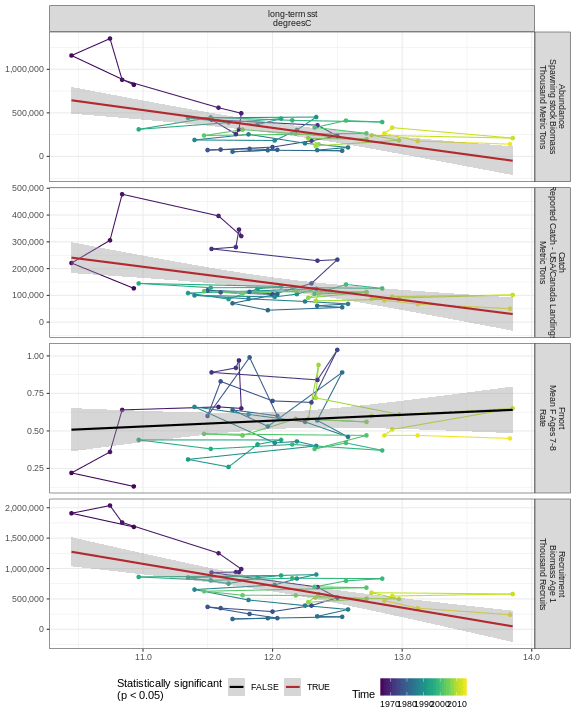 long-term sst
degreesC
1,000,000
500,000
0
Abundance
Spawning stock Biomass
Thousand Metric Tons
500,000
400,000
300,000
200,000
100,000
0
Catch
Reported Catch - USA/Canada Landings
Metric Tons
1.00
0.75
0.50
0.25
Fmort
Mean F Ages 7-8
Rate
2,000,000
1,500,000
1,000,000
500,000
0
Recruitment
Biomass Age 1
Thousand Recruits
11.0 12.0 13.0 14.0
Statistically significant
(p < 0.05)
FALSE TRUE
Time
1970 1980 1990 2000 2010